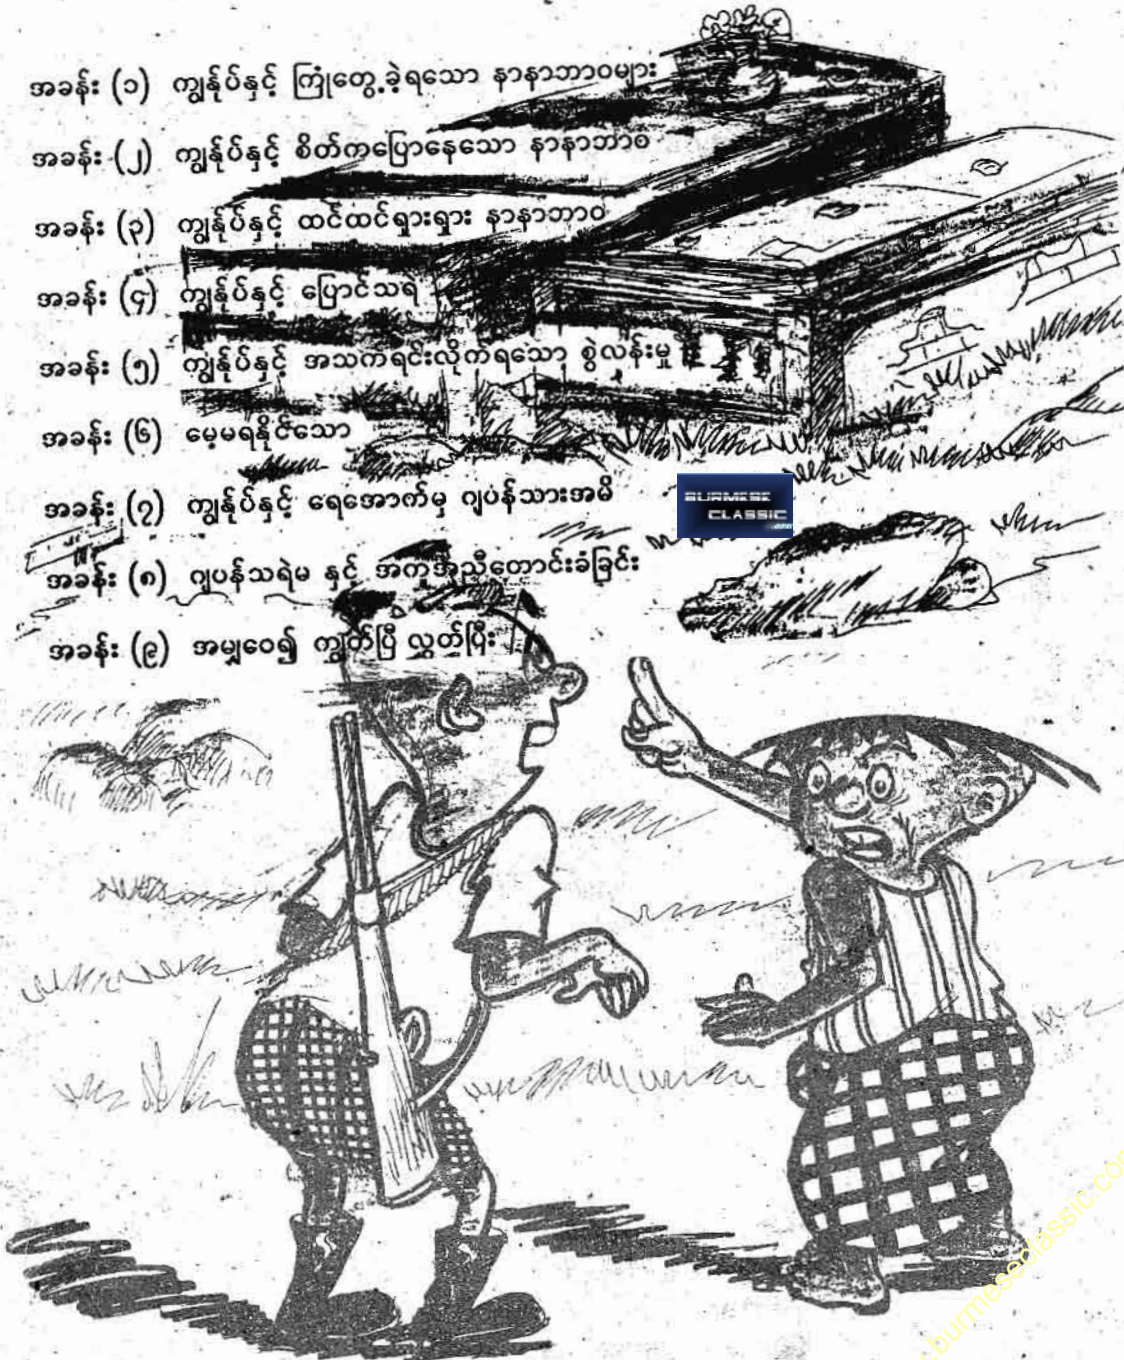 အခန်း (၁) ကျွန်ုပ်နှင့် ကြုံတွေ့ခဲ့ရသော နာနာဘာဝများ
အခန်း (၂) ကျွန်ုပ်နှင့် စိတ်ကပြောနေသော နာနာဘာဝ
အခန်း (၃) ကျွန်ုပ်နှင့် ထင်ထင်ရှားရှား နာနာဘာဝ
အခန်း (၄) ကျွန်ုပ်နှင့် ပြောင်သရဲ
အခန်း (၅) ကျွန်ုပ်နှင့် အသက်ရင်းလိုက်ရသော စွဲလန်းမှု
အခန်း (၆) မေ့မရနိုင်သော
အခန်း (၇) ကျွန်ုပ်နှင့် ရေအောက်မှ ဂျပန်သားအမိ
BURMESE
CLASSIC
.com
အခန်း (၈) ဂျပန်သရဲမ နှင့် အကူအညီတောင်းခံခြင်း
အခန်း (၉) အမျှဝေ၍ ကျွတ်ပြီ လွှတ်ပြီး
.burmeseclassic.com